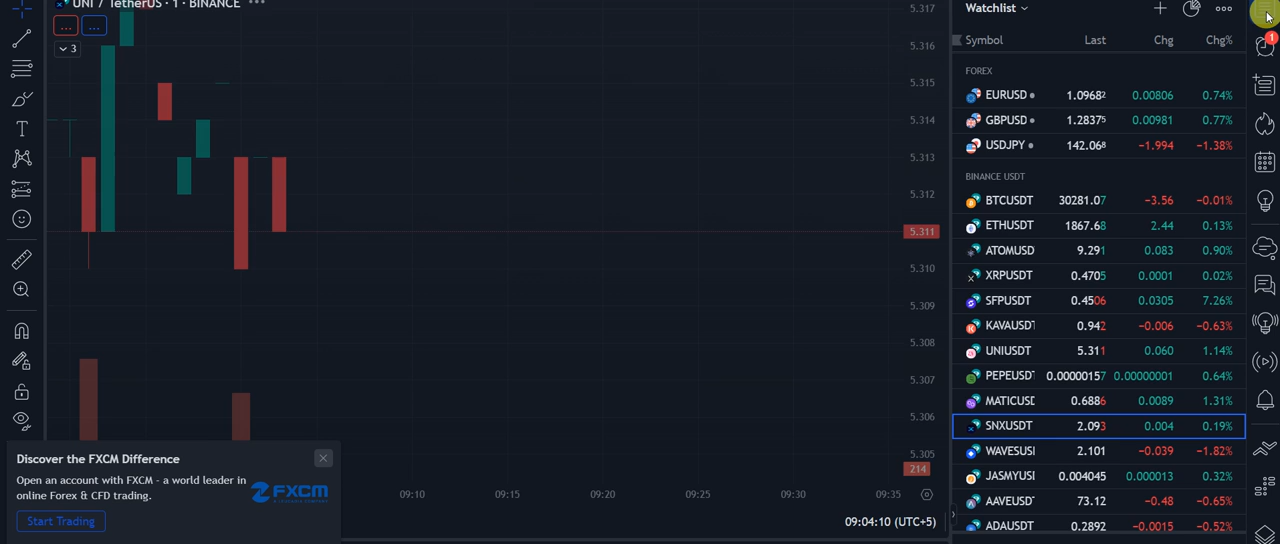 UNI / TetherUS · 1 · BINANCE •••
... ...
3
5.317
5.316
5.315
5.314
5.313
5.312
5.311
5.310
5.309
5.308
5.307
5.306
5.305
214
09:10 09:15 09:20 09:25 09:30 09:35
09:04:10 (UTC+5)
Discover the FXCM Difference
Open an account with FXCM - a world leader in
online Forex & CFD trading.
FXCM
Start Trading
Watchlist
Symbol Last Chg Chg%
FOREX
EURUSD 1.0968² 0.00806 0.74%
GBPUSD 1.2837⁵ 0.00981 0.77%
USDJPY 142.06⁸ −1.994 −1.38%
BINANCE USDT
BTCUSDT 30281.07 −3.56 −0.01%
ETHUSDT 1867.68 2.44 0.13%
ATOMUSD 9.291 0.083 0.90%
XRPUSDT 0.4705 0.0001 0.02%
SFPUSDT 0.4506 0.0305 7.26%
KAVAUSDT 0.942 −0.006 −0.63%
UNIUSDT 5.311 0.060 1.14%
PEPEUSDT 0.00000157 0.00000001 0.64%
MATICUSD 0.6886 0.0089 1.31%
SNXUSDT 2.093 0.004 0.19%
WAVESUSI 2.101 −0.039 −1.82%
JASMYUSI 0.004045 0.000013 0.32%
AAVEUSDT 73.12 −0.48 −0.65%
ADAUSDT 0.2892 −0.0015 −0.52%
1